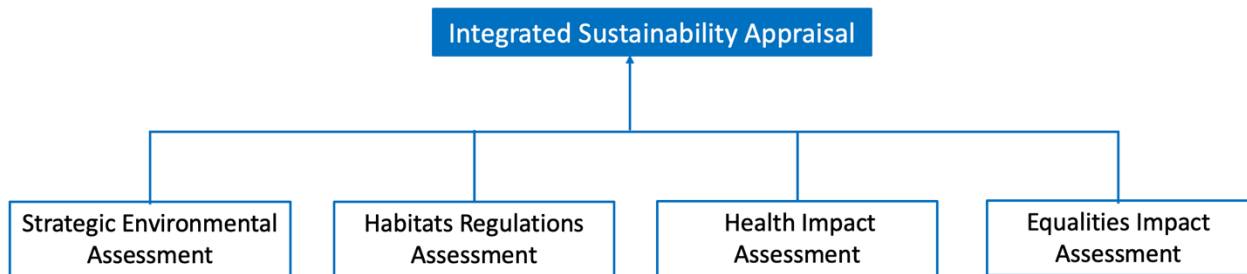 Integrated Sustainability Appraisal
Strategic Environmental
Assessment
Habitats Regulations
Assessment
Health Impact
Assessment
Equalities Impact
Assessment